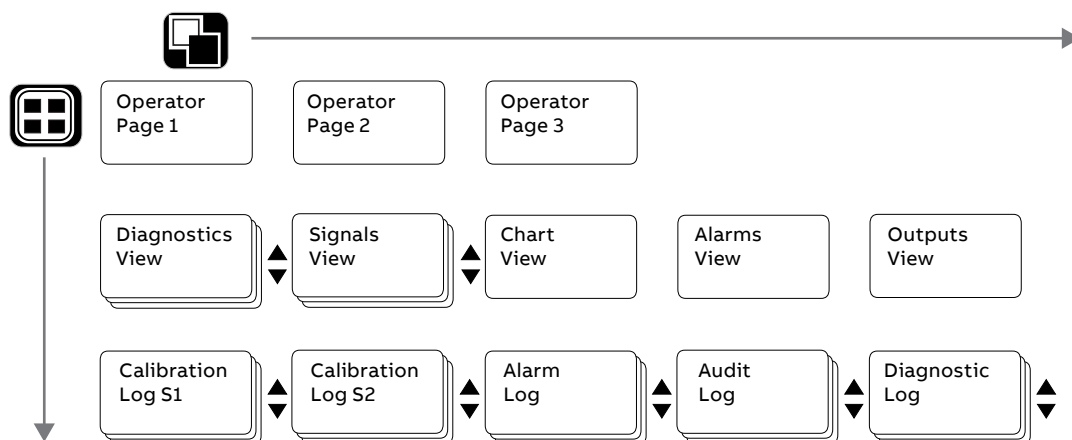 Operator
Page 1
Operator
Page 2
Operator
Page 3
Diagnostics
View
Signals
View
Chart
View
Alarms
View
Outputs
View
Calibration
Log S1
Calibration
Log S2
Alarm
Log
Audit
Log
Diagnostic
Log